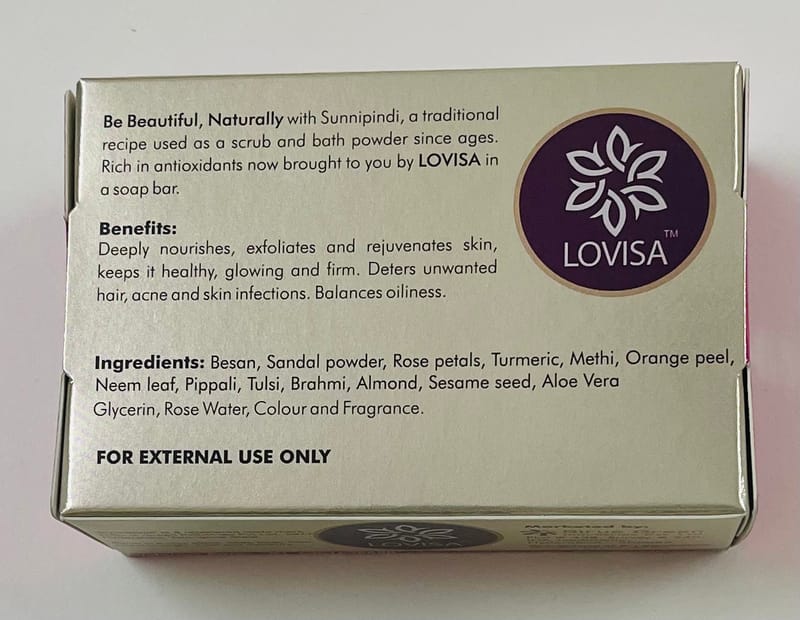 Be Beautiful, Naturally with Sunnipindi, a traditional
recipe used as a scrub and bath powder since ages.
Rich in antioxidants now brought to you by LOVISA in
a soap bar.
LOVISA™
Benefits:
Deeply nourishes, exfoliates and rejuvenates skin,
keeps it healthy, glowing and firm. Deters unwanted
hair, acne and skin infections. Balances oiliness.
Ingredients: Besan, Sandal powder, Rose petals, Turmeric, Methi, Orange peel,
Neem leaf, Pippali, Tulsi, Brahmi, Almond, Sesame seed, Aloe Vera
Glycerin, Rose Water, Colour and Fragrance.
FOR EXTERNAL USE ONLY
LOVISA
Marketed by: